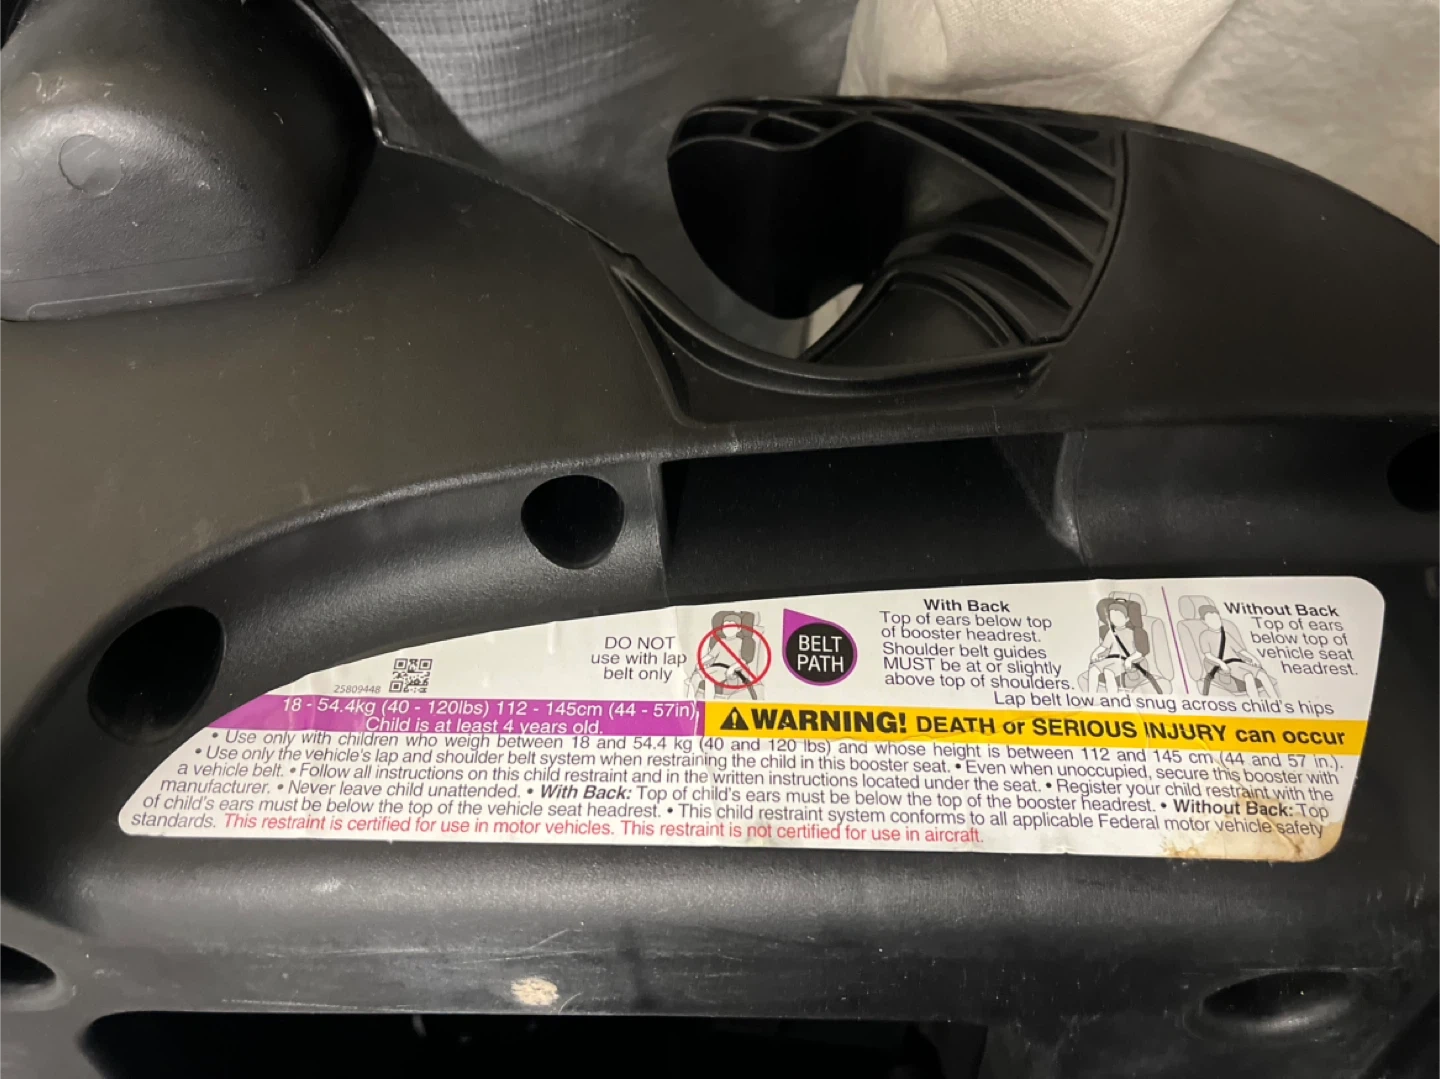 25809448
DO NOT
use with lap
belt only
BELT
PATH
With Back
Top of ears below top
of booster headrest.
Shoulder belt guides
MUST be at or slightly
above top of shoulders.
Without Back
Top of ears
below top of
vehicle seat
headrest.
Lap belt low and snug across child's hips
18 - 54.4kg (40 - 120lbs) 112 - 145cm (44 - 57in)
Child is at least 4 years old.
WARNING! DEATH or SERIOUS INJURY can occur
• Use only with children who weigh between 18 and 54.4 kg (40 and 120 lbs) and whose height is between 112 and 145 cm (44 and 57 in.).
• Use only the vehicle's lap and shoulder belt system when restraining the child in this booster seat. • Even when unoccupied, secure this booster with
a vehicle belt. • Follow all instructions on this child restraint and in the written instructions located under the seat. • Register your child restraint with the
manufacturer. • Never leave child unattended. • With Back: Top of child's ears must be below the top of the booster headrest. • Without Back: Top
of child's ears must be below the top of the vehicle seat headrest. • This child restraint system conforms to all applicable Federal motor vehicle safety
standards. This restraint is certified for use in motor vehicles. This restraint is not certified for use in aircraft.